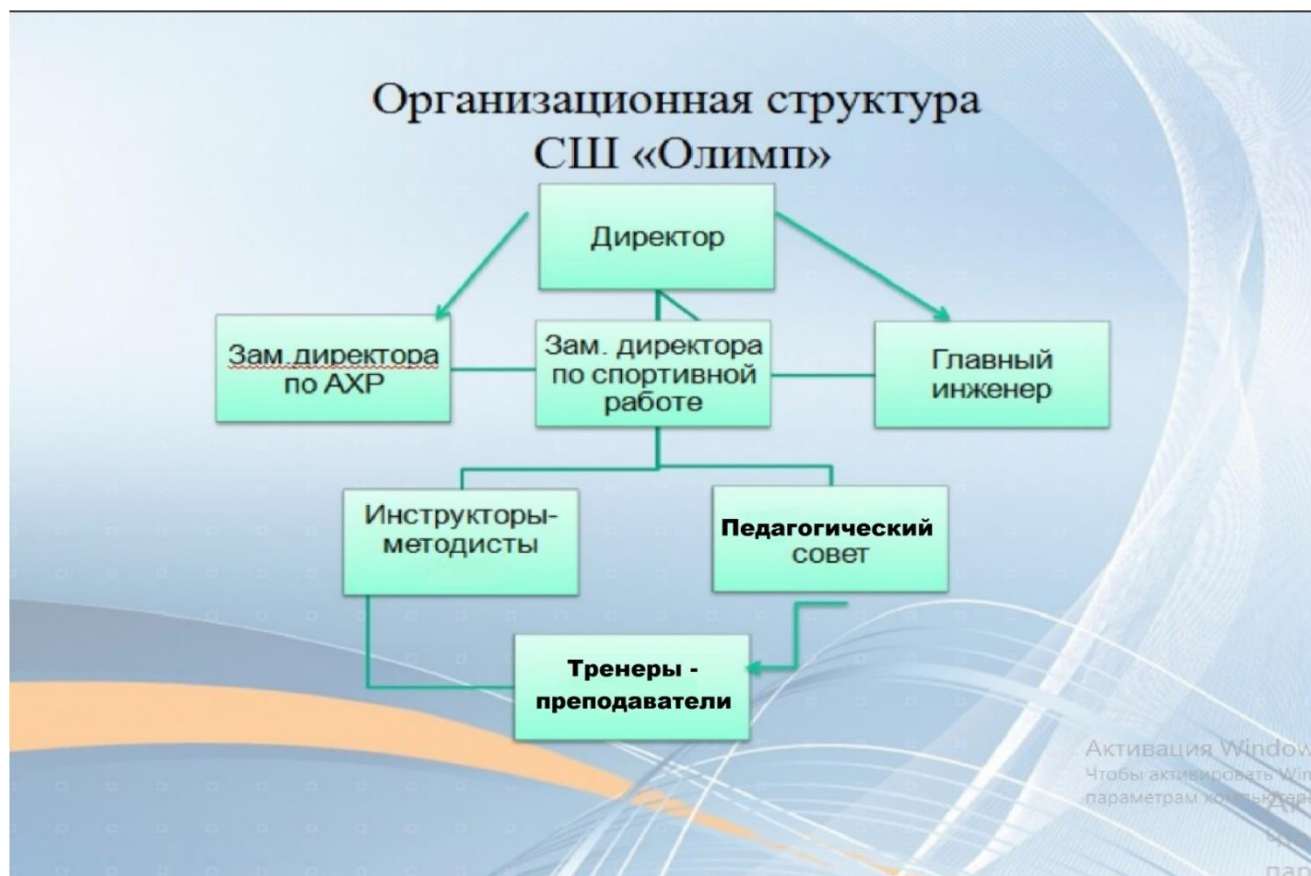 Организационная структура
СШ «Олимп»
Директор
Зам.директора
по АХР
Зам. директора
по спортивной
работе
Главный
инженер
Инструкторы-
методисты
Педагогический
совет
Тренеры -
преподаватели
Активация Window
Чтобы активировать Win
параметрам